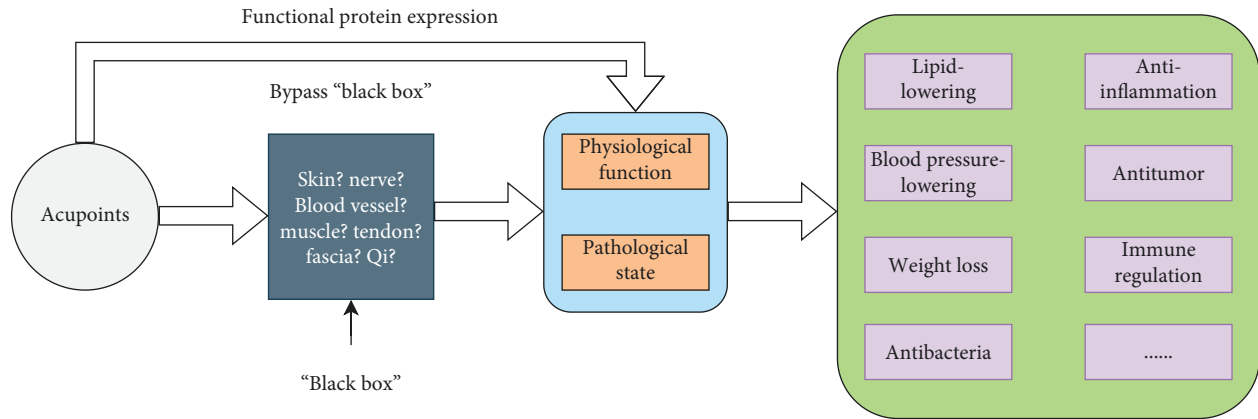 Functional protein expression
Bypass “black box”
Acupoints
Skin? nerve?
Blood vessel?
muscle? tendon?
fascia? Qi?
“Black box”
Physiological
function
Pathological
state
Lipid-
lowering
Anti-
inflammation
Blood pressure-
lowering
Antitumor
Weight loss
Immune
regulation
Antibacteria
......